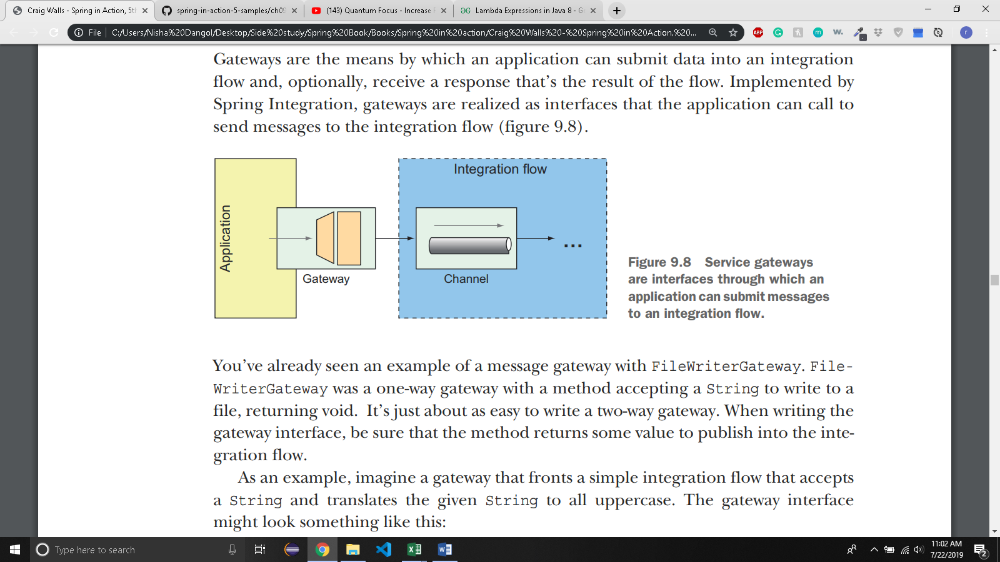 Craig Walls - Spring in Action, 5th
spring-in-action-5-samples/ch09
(143) Quantum Focus - Increase F
Lambda Expressions in Java 8 - Ge
File
C:/Users/Nisha%20Dangol/Desktop/Side%20study/Spring%20Book/Books/Spring%20in%20action/Craig%20Walls%20-%20Spring%20in%20Action,%20...
ABP
G
m
w.
r
Gateways are the means by which an application can submit data into an integration
flow and, optionally, receive a response that's the result of the flow. Implemented by
Spring Integration, gateways are realized as interfaces that the application can call to
send messages to the integration flow (figure 9.8).
Application
Gateway
Integration flow
Channel
...
Figure 9.8 Service gateways
are interfaces through which an
application can submit messages
to an integration flow.
You've already seen an example of a message gateway with FileWriterGateway. File-
WriterGateway was a one-way gateway with a method accepting a String to write to a
file, returning void. It's just about as easy to write a two-way gateway. When writing the
gateway interface, be sure that the method returns some value to publish into the inte-
gration flow.
As an example, imagine a gateway that fronts a simple integration flow that accepts
a String and translates the given String to all uppercase. The gateway interface
might look something like this:
Type here to search
11:02 AM
7/22/2019
2